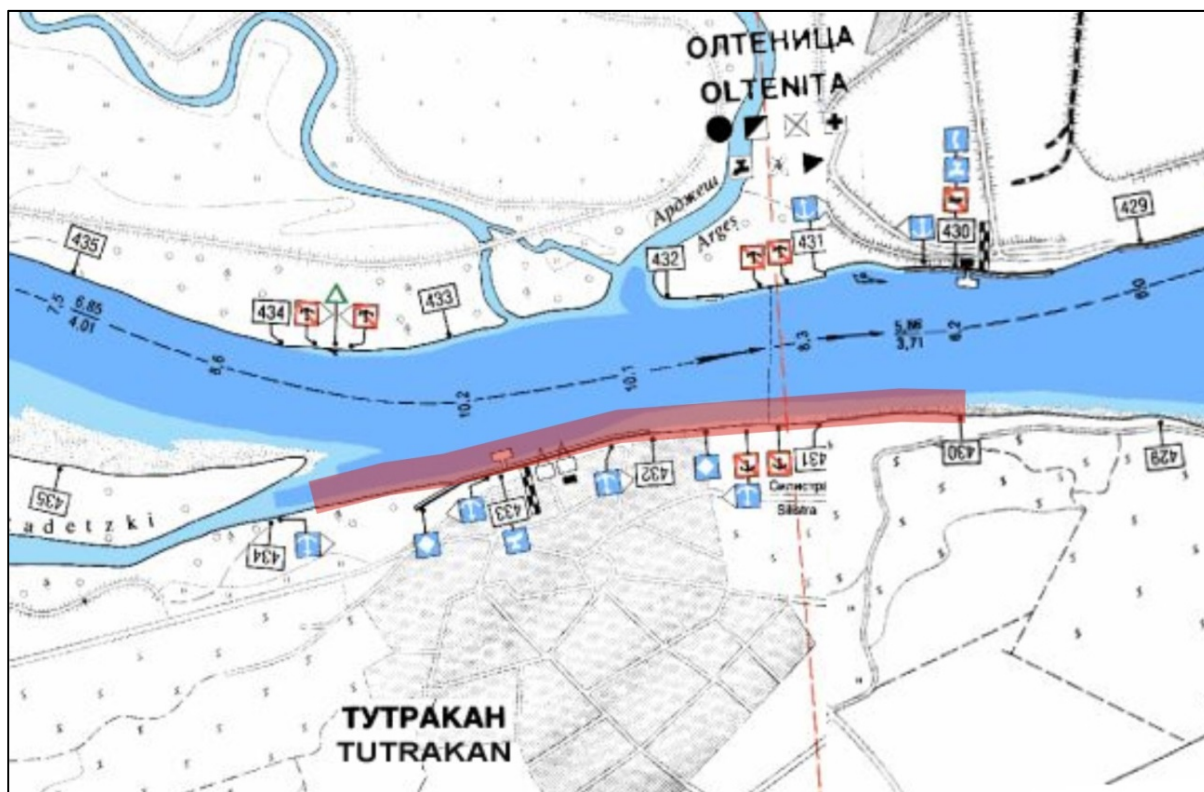 ОЛТЕНИЦА
OLTENITA
Арджеш
Argeş
435
434
433
432
431
430
429
7,5
6,85
4,01
8,6
10,2
10,1
8,3
5,86
3,71
6,2
435
adetzki
434
433
432
431
430
429
Силистра
Silistra
ТУТРАКАН
TUTRAKAN